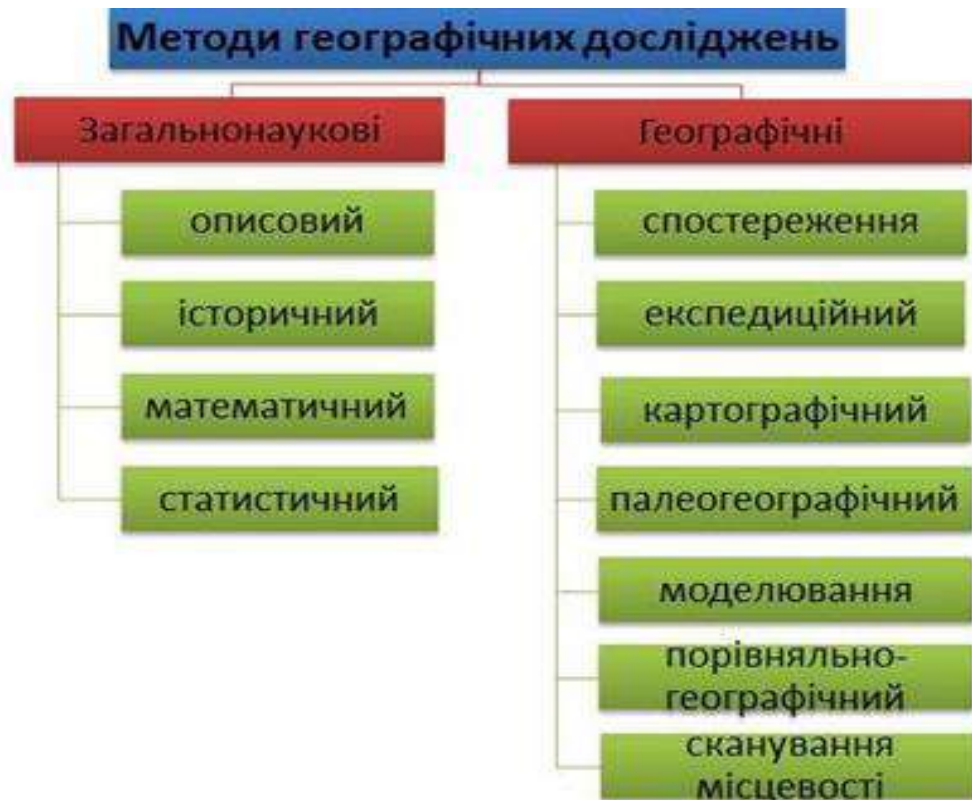 Методи географічних досліджень
Загальнонаукові
описовий
історичний
математичний
статистичний
Географічні
спостереження
експедиційний
картографічний
палеогеографічний
моделювання
порівняльно-
географічний
сканування
місцевості